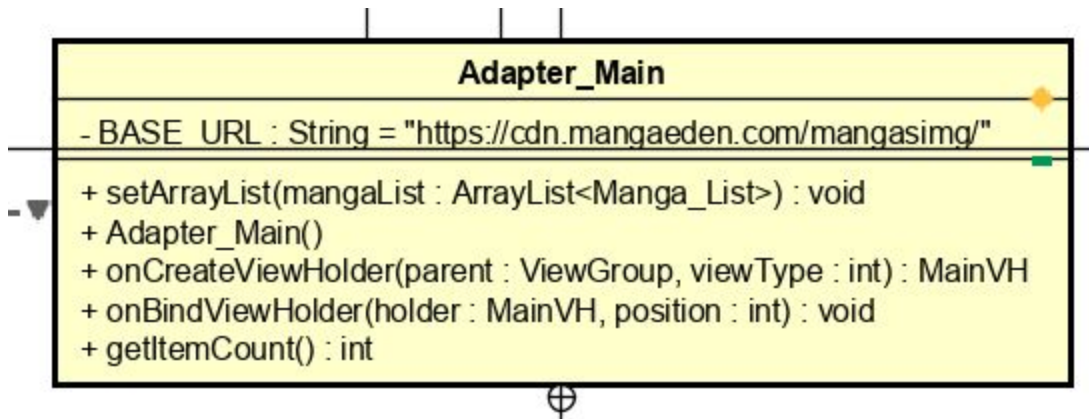 Adapter_Main
- BASE_URL : String = "https://cdn.mangaeden.com/mangasimg/"
+ setArrayList(mangaList : ArrayList<Manga_List>) : void
+ Adapter_Main()
+ onCreateViewHolder(parent : ViewGroup, viewType : int) : MainVH
+ onBindViewHolder(holder : MainVH, position : int) : void
+ getItemCount() : int